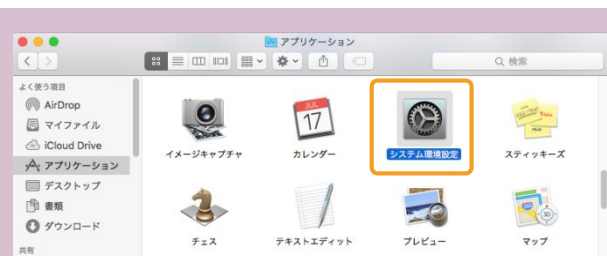 アプリケーション
検索
よく使う項目
AirDrop
マイファイル
iCloud Drive
アプリケーション
デスクトップ
書類
ダウンロード
共有
JUL
17
イメージキャプチャ
カレンダー
システム環境設定
スティッキーズ
チェス
テキストエディット
プレビュー
3D
マップ